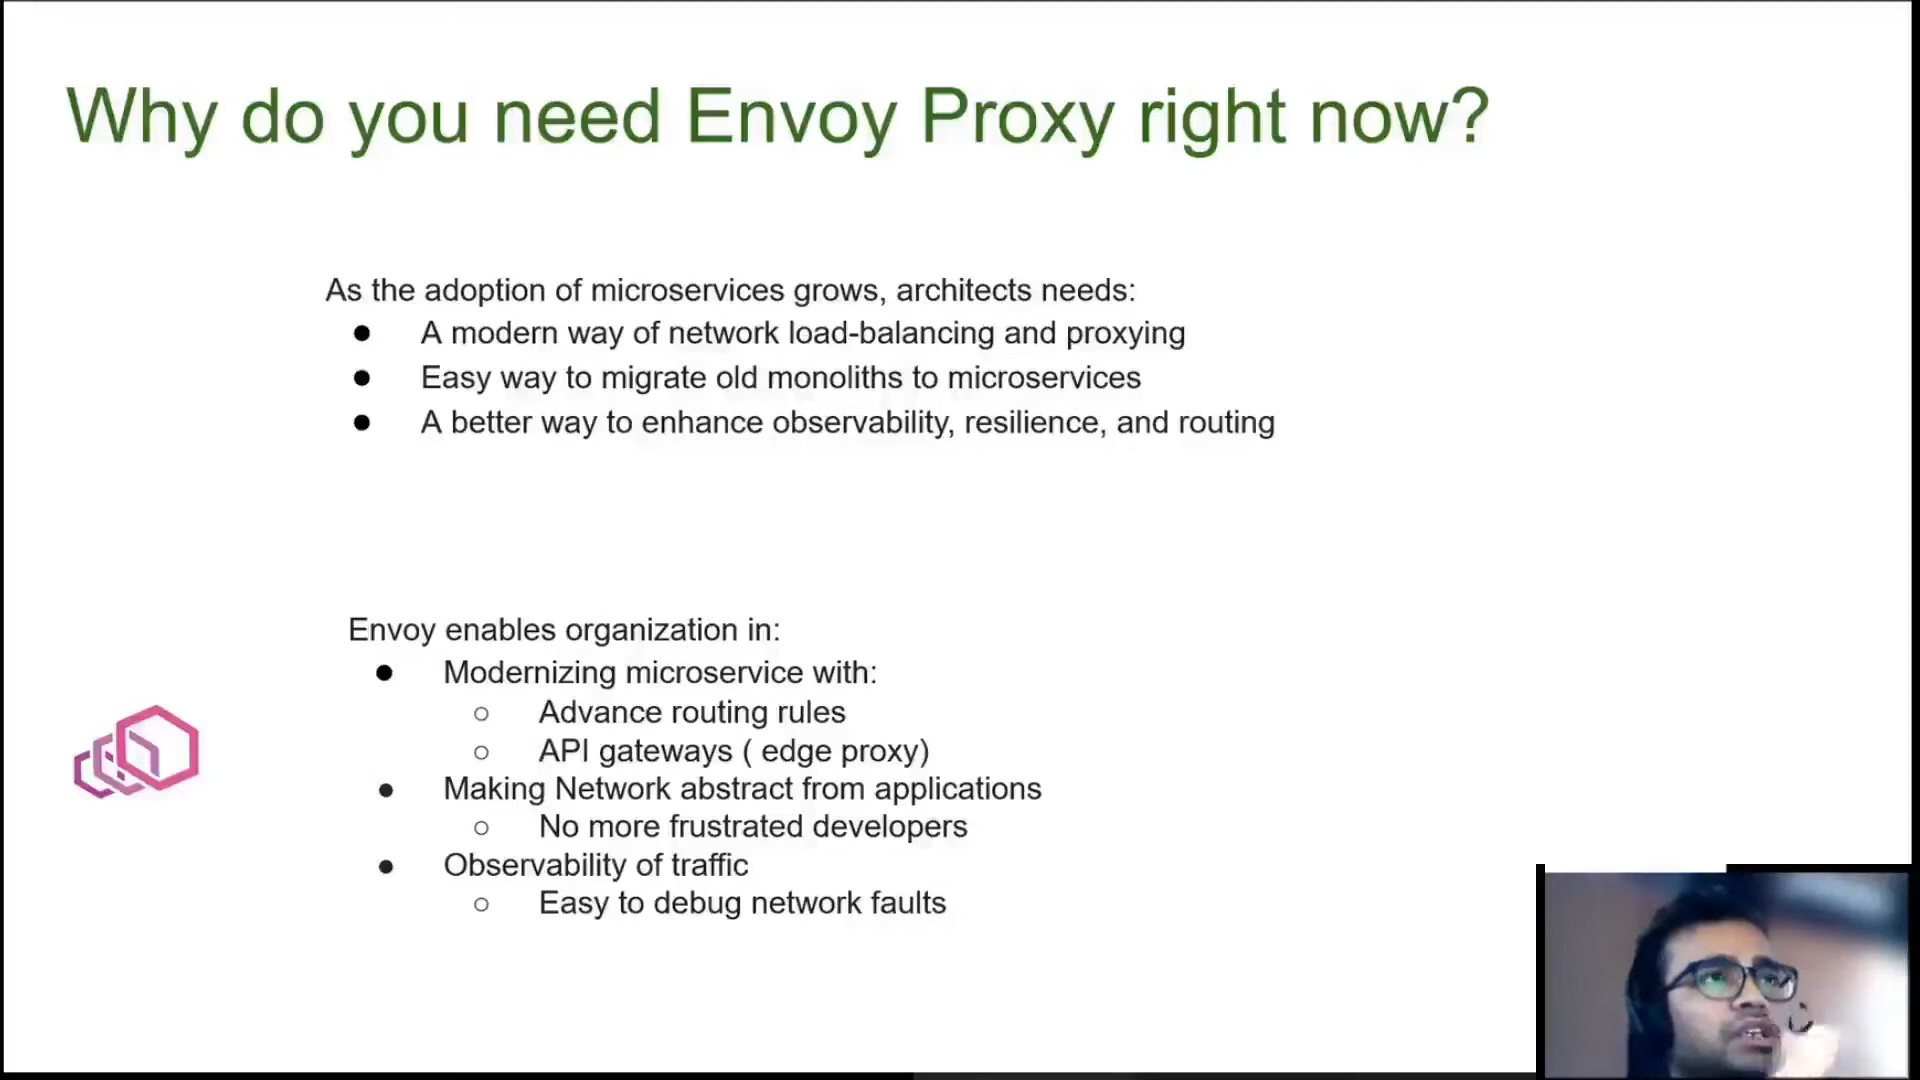 Why do you need Envoy Proxy right now?
As the adoption of microservices grows, architects needs:
● A modern way of network load-balancing and proxying
● Easy way to migrate old monoliths to microservices
● A better way to enhance observability, resilience, and routing
Envoy enables organization in:
● Modernizing microservice with:
○ Advance routing rules
○ API gateways ( edge proxy)
● Making Network abstract from applications
○ No more frustrated developers
● Observability of traffic
○ Easy to debug network faults